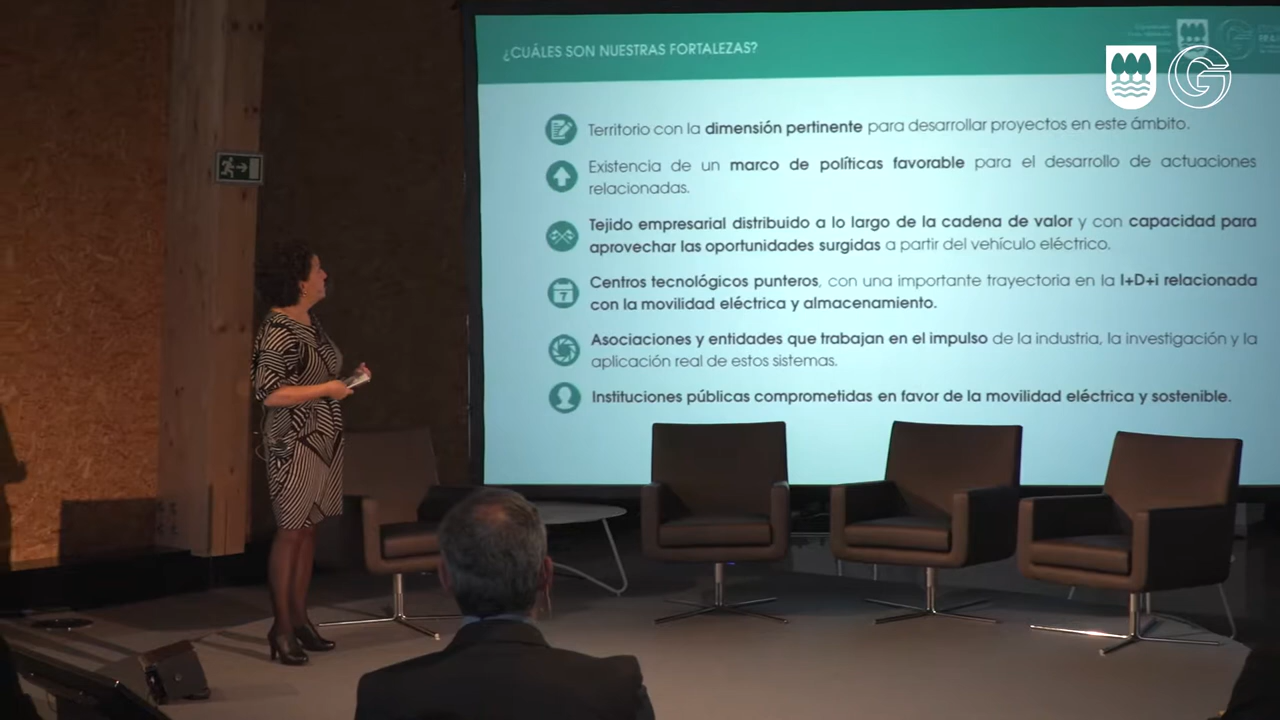 ¿CUÁLES SON NUESTRAS FORTALEZAS?
Territorio con la dimensión pertinente para desarrollar proyectos en este ámbito.
Existencia de un marco de políticas favorable para el desarrollo de actuaciones
relacionadas.
Tejido empresarial distribuido a lo largo de la cadena de valor y con capacidad para
aprovechar las oportunidades surgidas a partir del vehículo eléctrico.
Centros tecnológicos punteros, con una importante trayectoria en la I+D+i relacionada
con la movilidad eléctrica y almacenamiento.
Asociaciones y entidades que trabajan en el impulso de la industria, la investigación y la
aplicación real de estos sistemas.
Instituciones públicas comprometidas en favor de la movilidad eléctrica y sostenible.
7
G